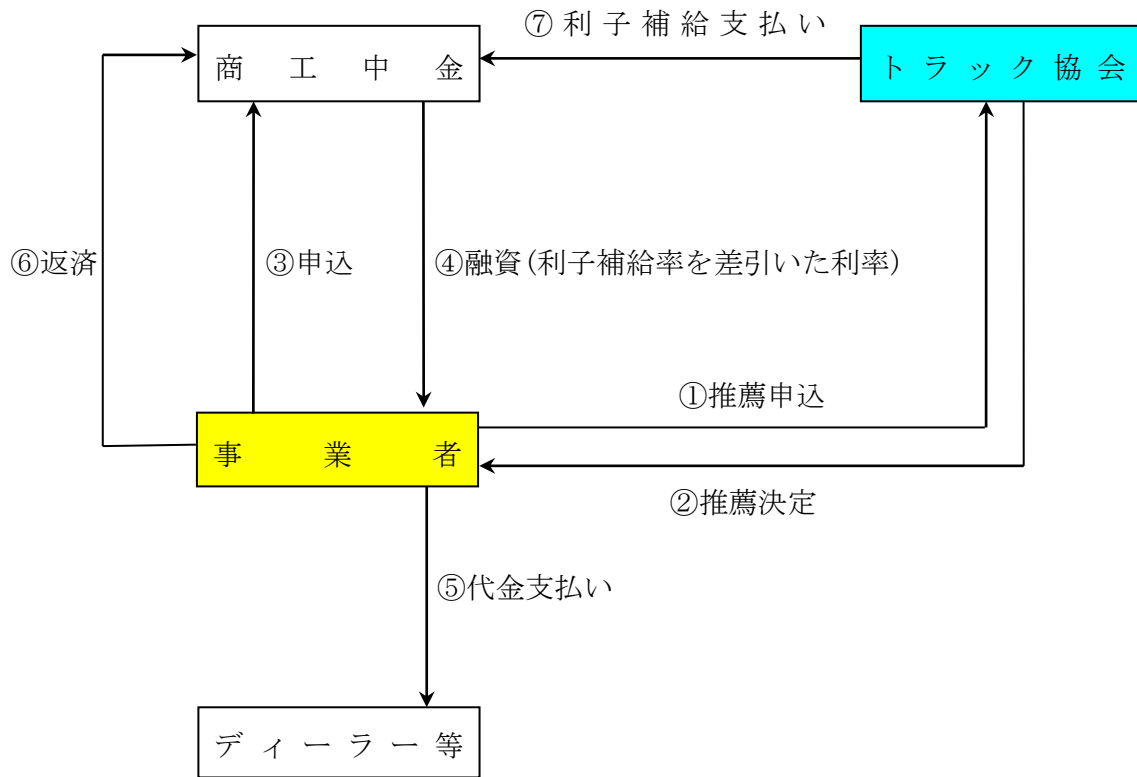 ⑦利子補給支払い
商工中金
トラック協会
⑥返済
③申込
④融資(利子補給率を差引いた利率)
①推薦申込
事業者
②推薦決定
⑤代金支払い
ディーラー等